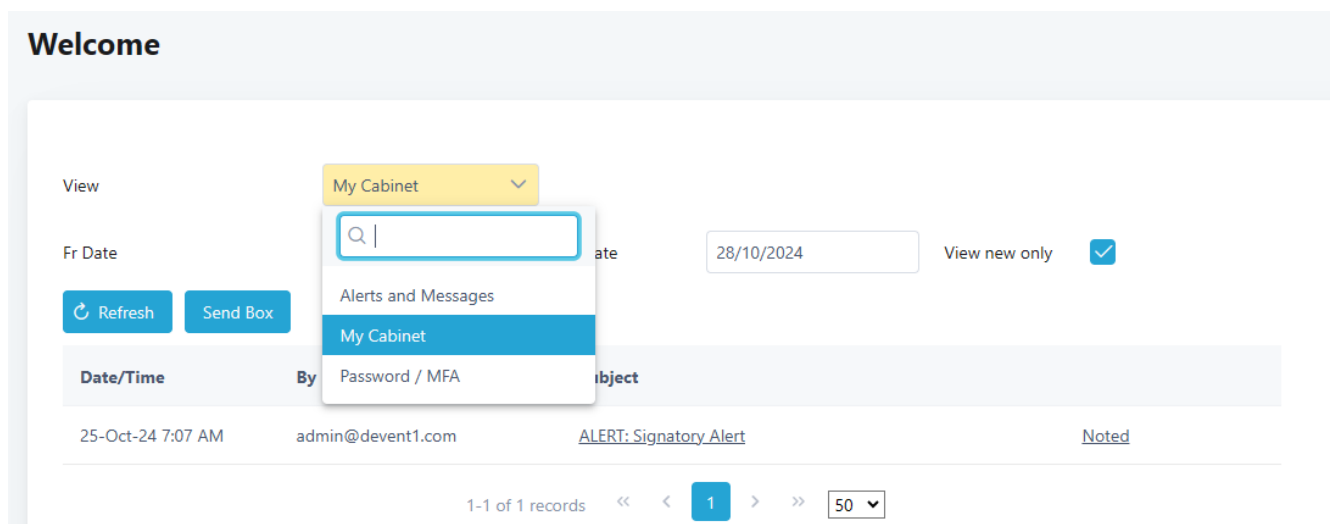 Welcome
View
My Cabinet
Fr Date
ate
28/10/2024
View new only
Alerts and Messages
My Cabinet
Password / MFA
Refresh
Send Box
Date/Time
By
bject
25-Oct-24 7:07 AM
admin@devent1.com
ALERT: Signatory Alert
Noted
1-1 of 1 records
1
50